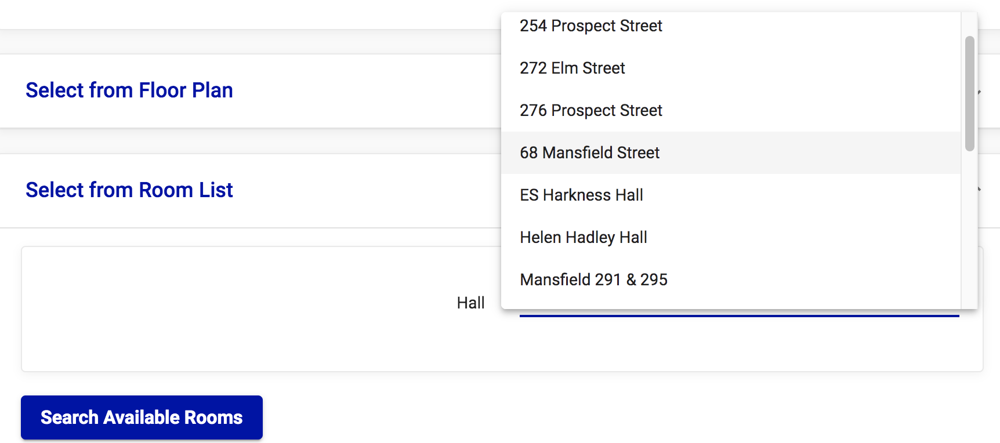 254 Prospect Street
272 Elm Street
Select from Floor Plan
276 Prospect Street
68 Mansfield Street
Select from Room List
ES Harkness Hall
Helen Hadley Hall
Mansfield 291 & 295
Hall
Search Available Rooms